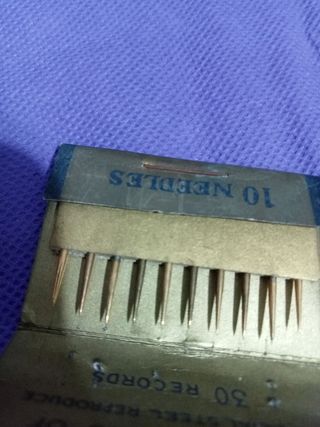 10 NEEDLES
30 RECORDS
STEEL REPRODUCE